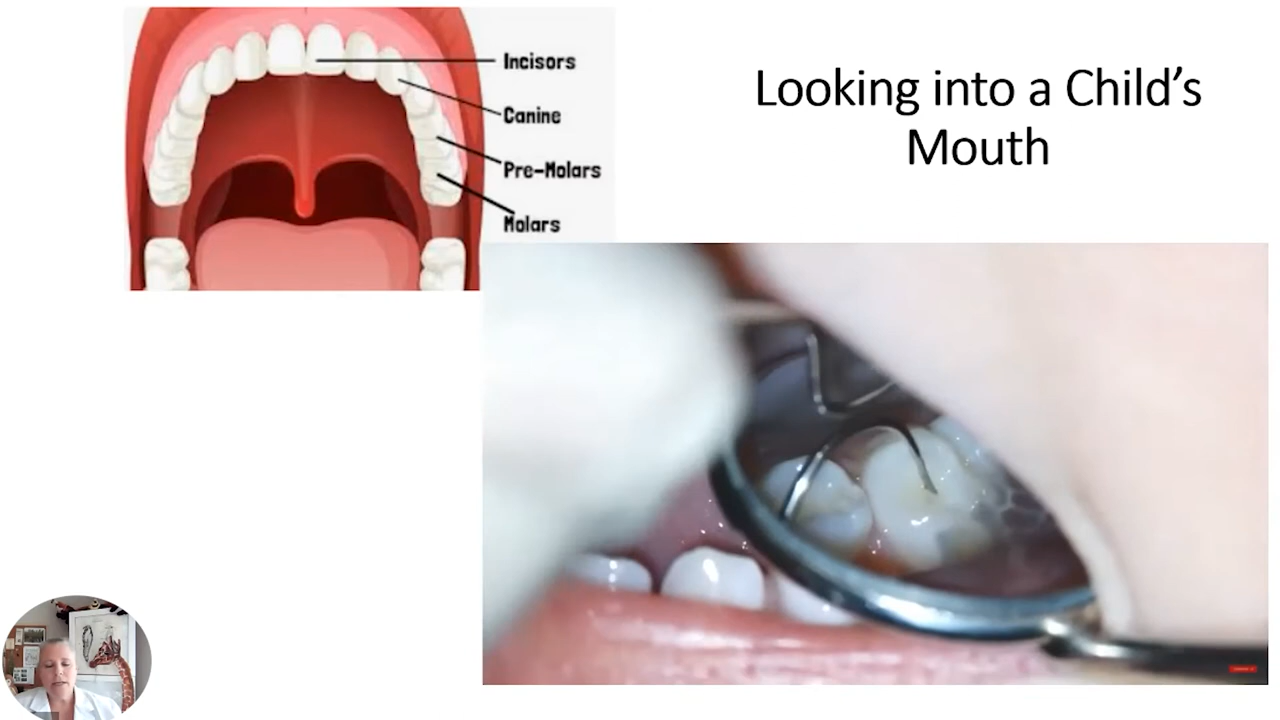 Incisors
Canine
Pre-Molars
Molars
Looking into a Child's
Mouth